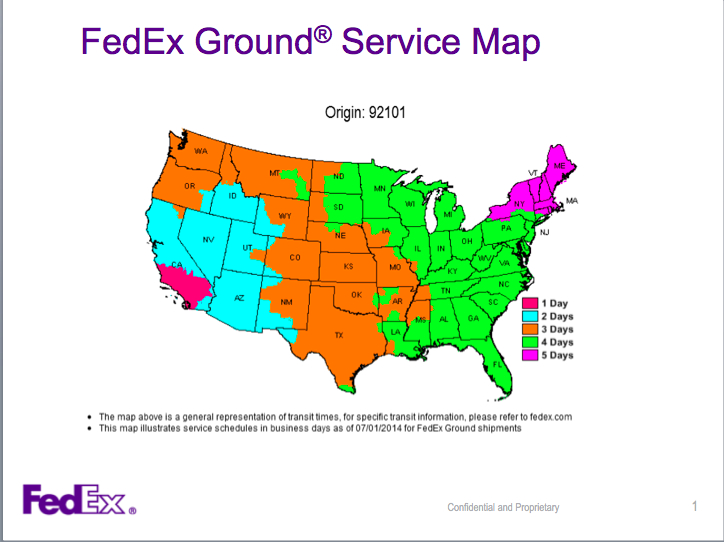 FedEx Ground® Service Map
Origin: 92101
WA
MT
ND
MN
VT
ME
OR
ID
SD
WI
MI
NY
MA
WY
NE
IA
PA
NJ
NV
UT
CO
KS
MO
IL
IN
OH
WV
VA
KY
CA
AZ
NM
OK
AR
TN
NC
SC
TX
LA
MS
AL
GA
FL
1 Day
2 Days
3 Days
4 Days
5 Days
• The map above is a general representation of transit times, for specific transit information, please refer to fedex.com
• This map illustrates service schedules in business days as of 07/01/2014 for FedEx Ground shipments
FedEx®
Confidential and Proprietary
1